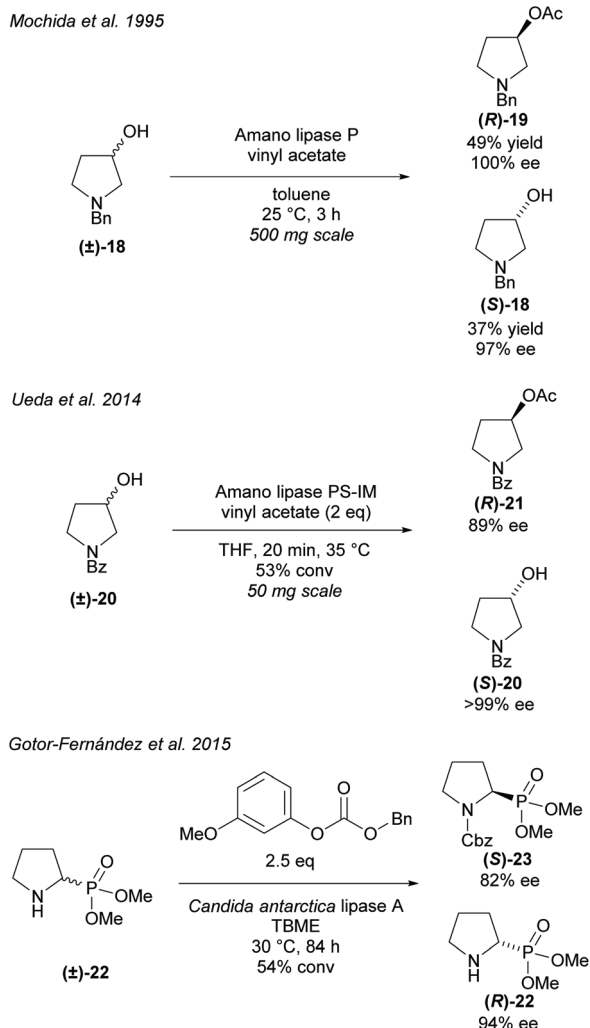 Mochida et al. 1995
OAc
N
Bn
(R)-19
49% yield
100% ee
OH
N
Bn
(±)-18
Amano lipase P
vinyl acetate
toluene
25 °C, 3 h
500 mg scale
OH
N
Bn
(S)-18
37% yield
97% ee
Ueda et al. 2014
OAc
N
Bz
(R)-21
89% ee
OH
N
Bz
(±)-20
Amano lipase PS-IM
vinyl acetate (2 eq)
THF, 20 min, 35 °C
53% conv
50 mg scale
OH
N
Bz
(S)-20
>99% ee
Gotor-Fernández et al. 2015
MeO
O
O
O
Bn
2.5 eq
N
Cbz
P
O
OMe
OMe
(S)-23
82% ee
N
H
P
O
OMe
OMe
(±)-22
Candida antarctica lipase A
TBME
30 °C, 84 h
54% conv
N
H
P
O
OMe
OMe
(R)-22
94% ee